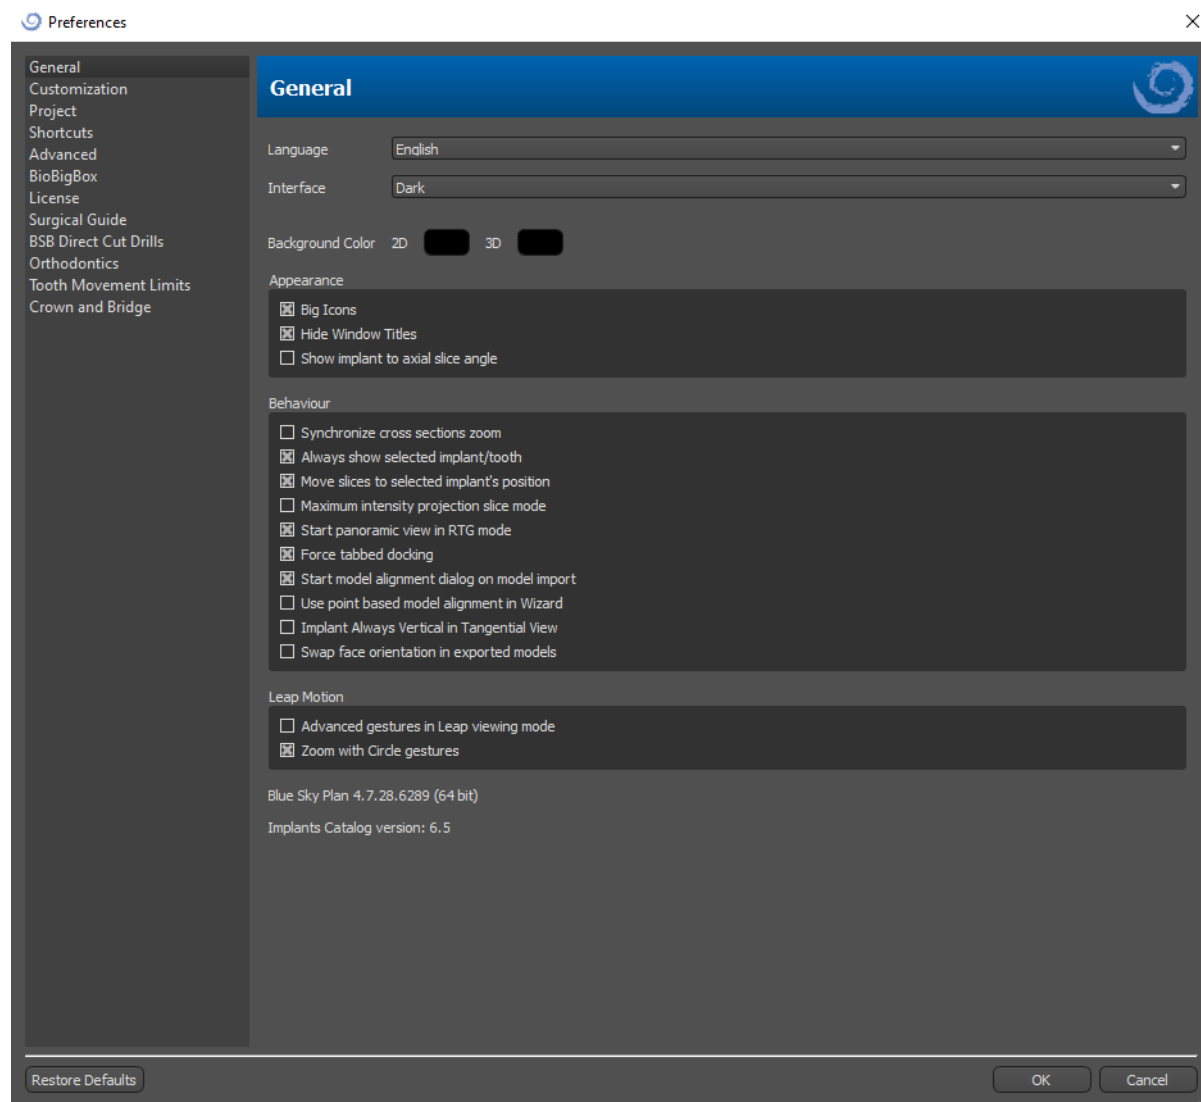 Preferences
General
Customization
Project
Shortcuts
Advanced
BioBigBox
License
Surgical Guide
BSB Direct Cut Drills
Orthodontics
Tooth Movement Limits
Crown and Bridge
General
Language English
Interface Dark
Background Color 2D 3D
Appearance
Big Icons
Hide Window Titles
Show implant to axial slice angle
Behaviour
Synchronize cross sections zoom
Always show selected implant/tooth
Move slices to selected implant's position
Maximum intensity projection slice mode
Start panoramic view in RTG mode
Force tabbed docking
Start model alignment dialog on model import
Use point based model alignment in Wizard
Implant Always Vertical in Tangential View
Swap face orientation in exported models
Leap Motion
Advanced gestures in Leap viewing mode
Zoom with Circle gestures
Blue Sky Plan 4.7.28.6289 (64 bit)
Implants Catalog version: 6.5
Restore Defaults OK Cancel